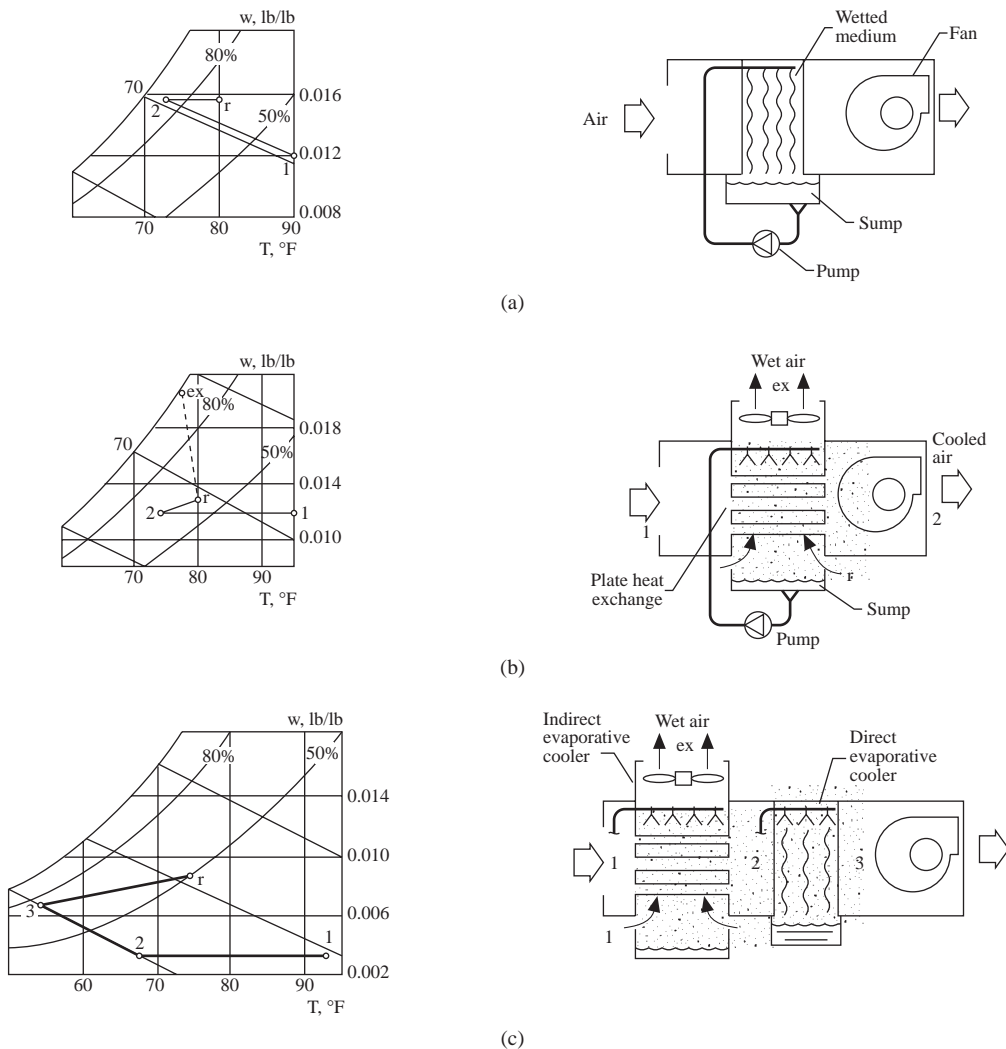 w, lb/lb
80%
70
2
r
50%
0.016
0.012
1
0.008
70
80
90
T, °F
Wetted
medium
Fan
Air
Sump
Pump
(a)
w, lb/lb
ex
80%
0.018
70
50%
r
0.014
2
1
0.010
70
80
90
T, °F
Wet air
ex
Cooled
air
1
2
Plate heat
exchange
r
Sump
Pump
(b)
w, lb/lb
80%
50%
0.014
0.010
r
3
0.006
2
1
0.002
60
70
80
90
T, °F
Indirect
evaporative
cooler
Wet air
ex
Direct
evaporative
cooler
1
2
3
1
(c)